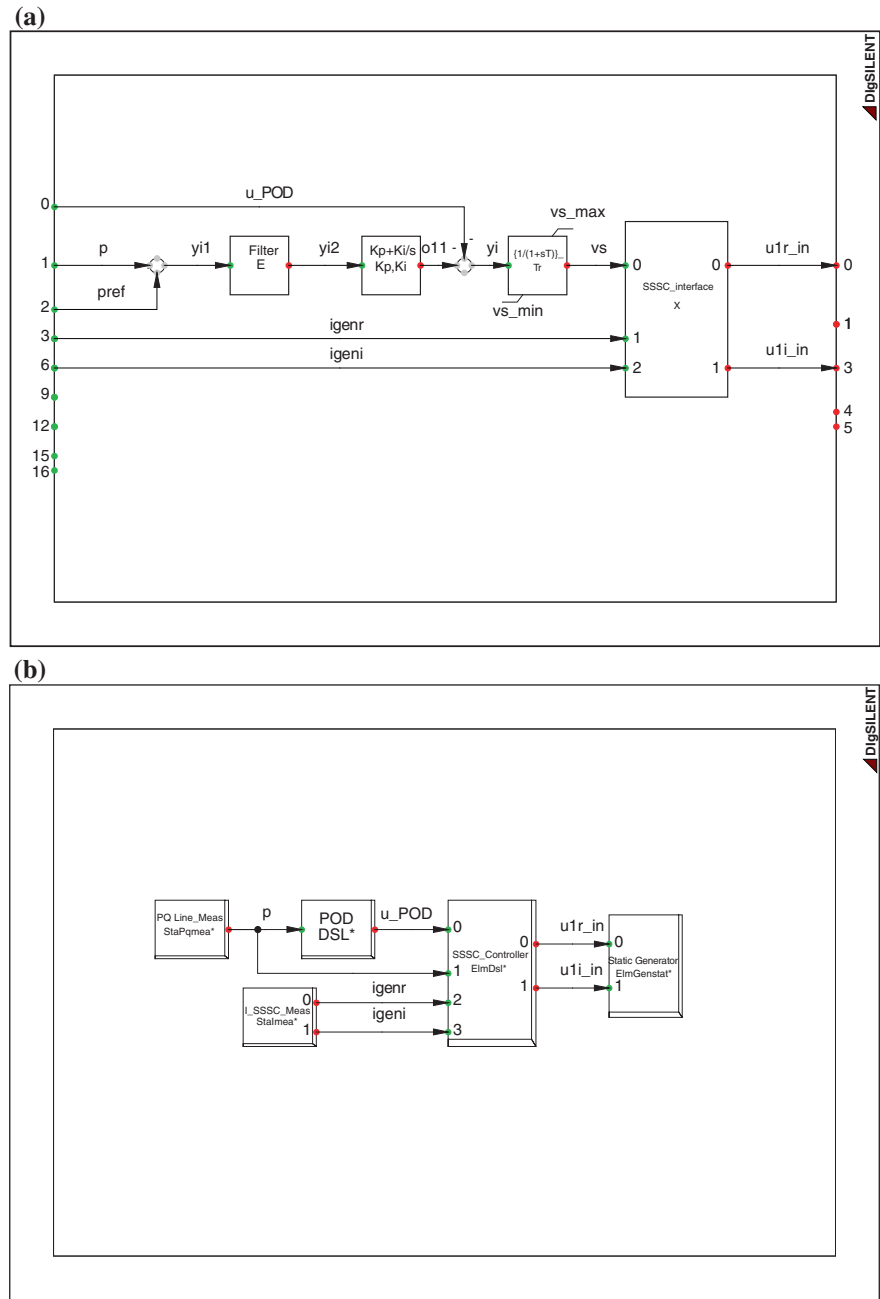 (a)
DIgSILENT
0
u_POD
vs_max
1
p
yi1
Filter
E
yi2
Kp+Ki/s
Kp,Ki
o11
-
-
yi
{1/(1+sT)}_
Tr
vs
0
SSSC_interface
X
0
u1r_in
0
2
pref
vs_min
1
3
igenr
1
6
igeni
2
1
u1i_in
3
9
4
12
5
15
16
(b)
DIgSILENT
PQ Line_Meas
StaPqmea*
p
POD
DSL*
u_POD
0
SSSC_Controller
ElmDsl*
0
u1r_in
0
Static Generator
ElmGenstat*
1
1
u1i_in
1
I_SSSC_Meas
StaImea*
0
igenr
2
1
igeni
3